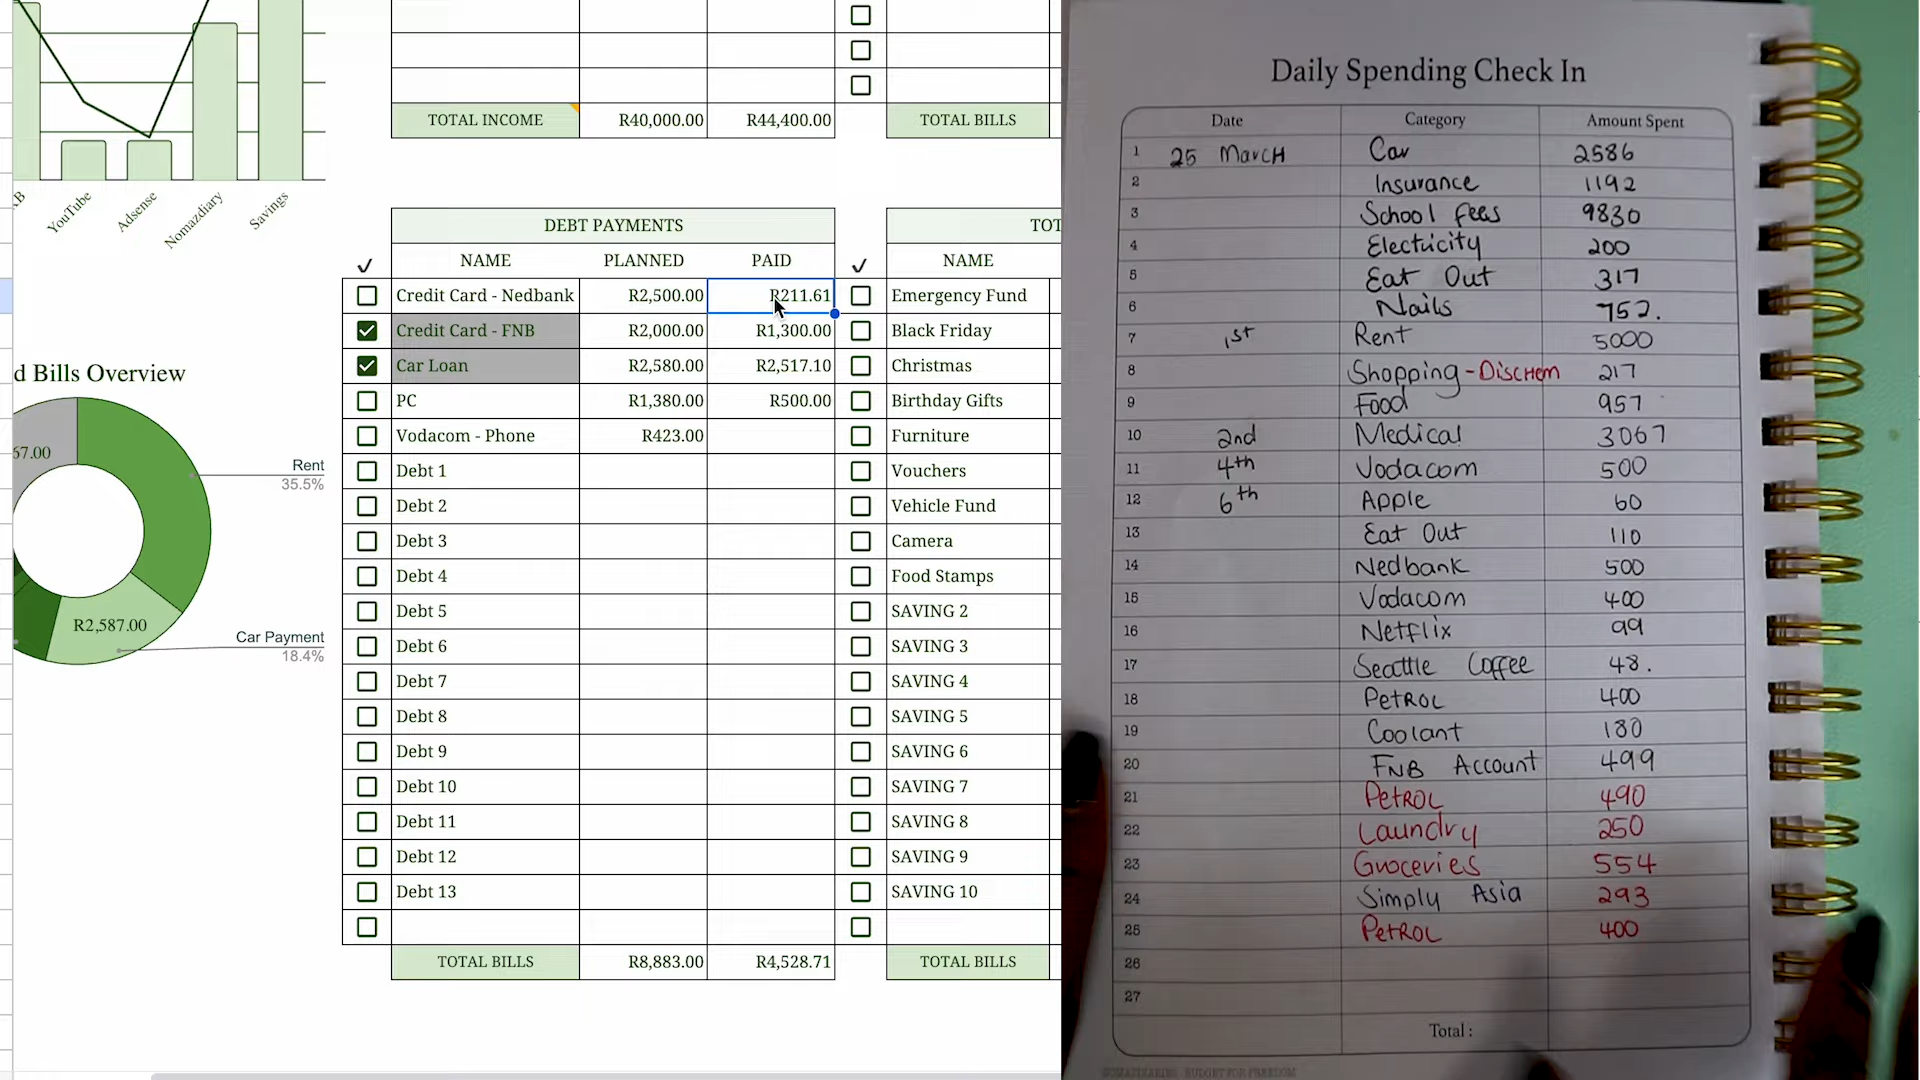 B
YouTube
Adsense
Nomazdiary
Savings
d Bills Overview
57.00
Rent
35.5%
R2,587.00
Car Payment
18.4%
TOTAL INCOME R40,000.00 R44,400.00 TOTAL BILLS
DEBT PAYMENTS TOT
✓ NAME PLANNED PAID ✓ NAME
Credit Card - Nedbank R2,500.00 R211.61 Emergency Fund
Credit Card - FNB R2,000.00 R1,300.00 Black Friday
Car Loan R2,580.00 R2,517.10 Christmas
PC R1,380.00 R500.00 Birthday Gifts
Vodacom - Phone R423.00 Furniture
Debt 1 Vouchers
Debt 2 Vehicle Fund
Debt 3 Camera
Debt 4 Food Stamps
Debt 5 SAVING 2
Debt 6 SAVING 3
Debt 7 SAVING 4
Debt 8 SAVING 5
Debt 9 SAVING 6
Debt 10 SAVING 7
Debt 11 SAVING 8
Debt 12 SAVING 9
Debt 13 SAVING 10
TOTAL BILLS R8,883.00 R4,528.71 TOTAL BILLS
Daily Spending Check In
Date Category Amount Spent
1 25 MarcH Car 2586
2 Insurance 1192
3 School fees 9830
4 Electricity 200
5 Eat Out 317
6 Nails 752.
7 1st Rent 5000
8 Shopping - DiscHem 217
9 Food 957
10 2nd Medical 3067
11 4th Vodacom 500
12 6th Apple 60
13 Eat Out 110
14 Nedbank 500
15 Vodacom 400
16 Netflix 99
17 Seattle Coffee 48.
18 PetROL 400
19 Coolant 180
20 FNB Account 499
21 PetROL 490
22 Laundry 250
23 Groceries 554
24 Simply Asia 293
25 PetROL 400
26
27
Total :